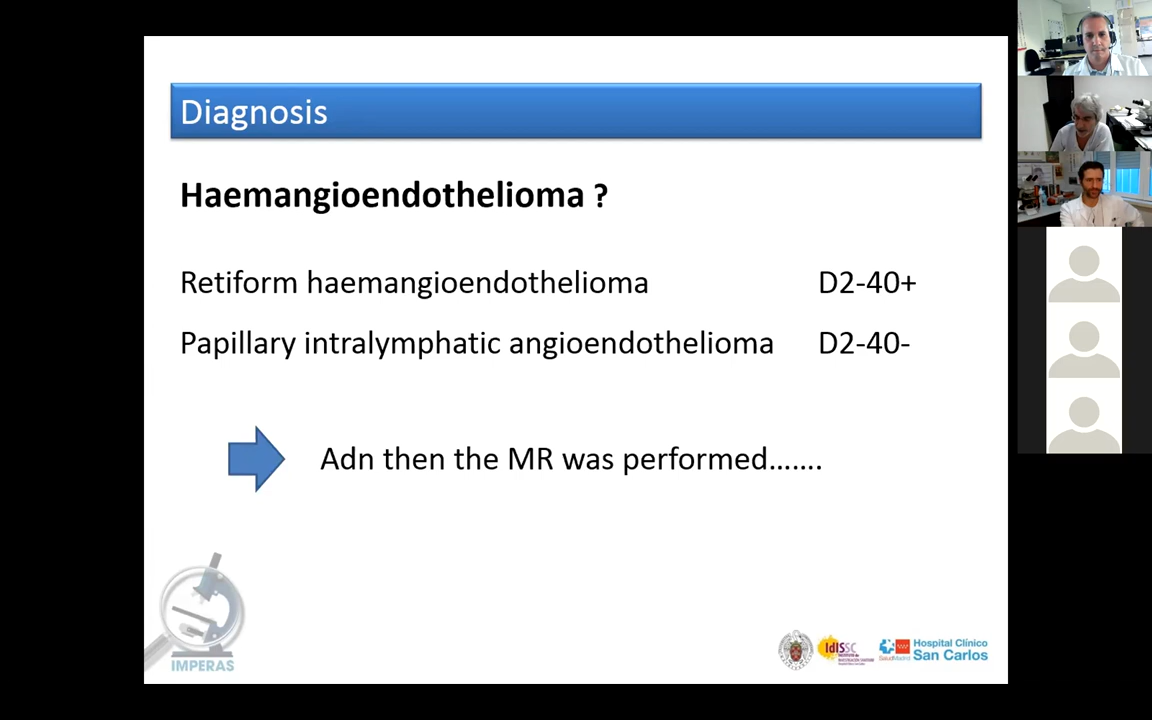 Diagnosis
Haemangioendothelioma ?
Retiform haemangioendothelioma D2-40+
Papillary intralymphatic angioendothelioma D2-40-
Adn then the MR was performed.......
IMPERAS
IdISSC
SaludMadrid
Hospital Clínico
San Carlos